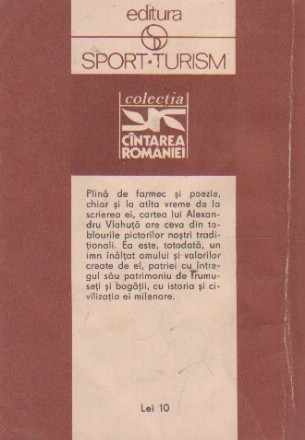 editura
SPORT•TURISM
colecția
CÎNTAREA
ROMÂNIEI
Plină de farmec și poezie,
chiar și la atîta vreme de la
scrierea ei, cartea lui Alexan-
dru Vlahuță are ceva din ta-
blourile pictorilor noștri tradi-
ționali. Ea este, totodată, un
imn înălțat omului și valorilor
create de el, patriei cu între-
gul său patrimoniu de frumu-
seți și bogății, cu istoria și ci-
vilizația ei milenare.
Lei 10